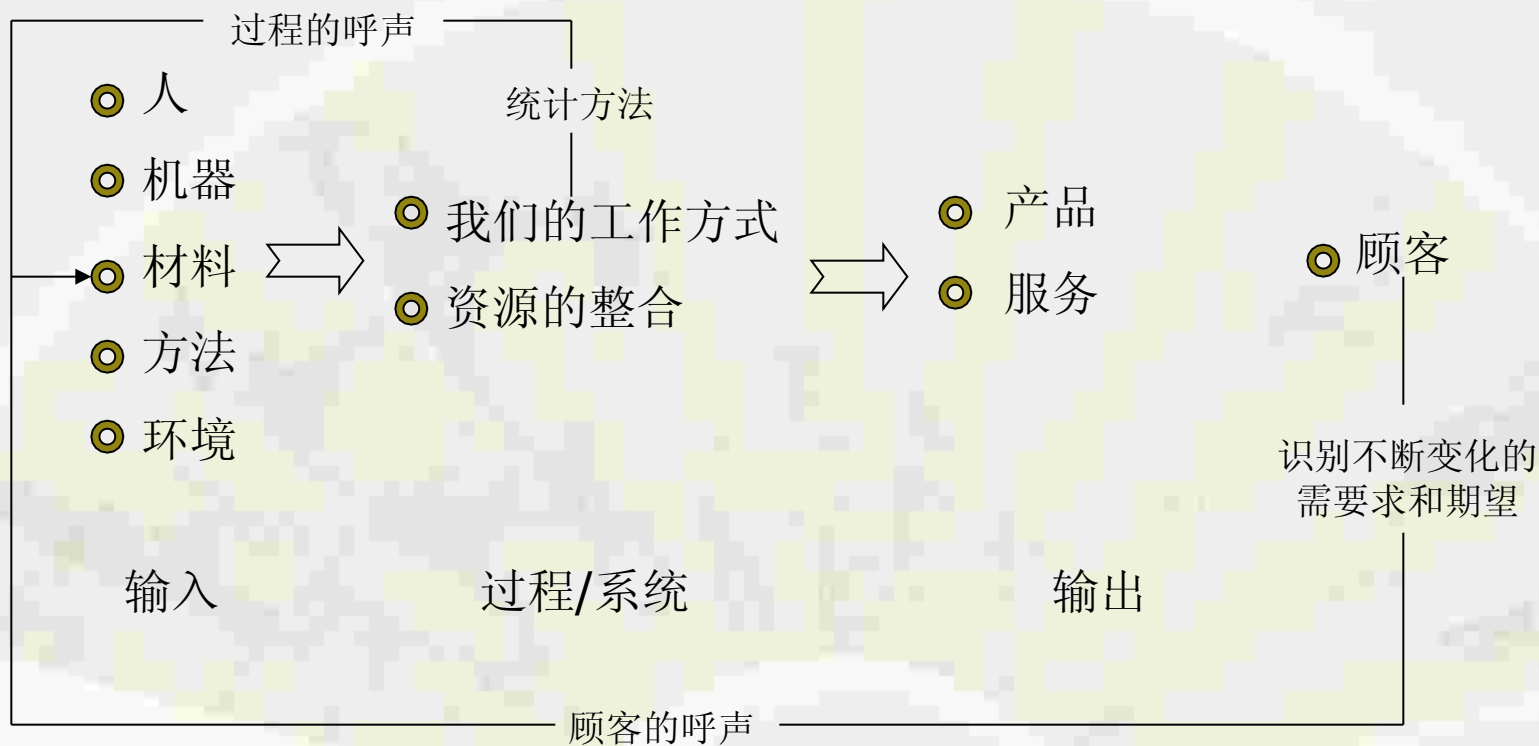 过程的呼声
人
机器
材料
方法
环境
统计方法
我们的工作方式
资源的整合
产品
服务
顾客
识别不断变化的
需要求和期望
输入
过程/系统
输出
顾客的呼声